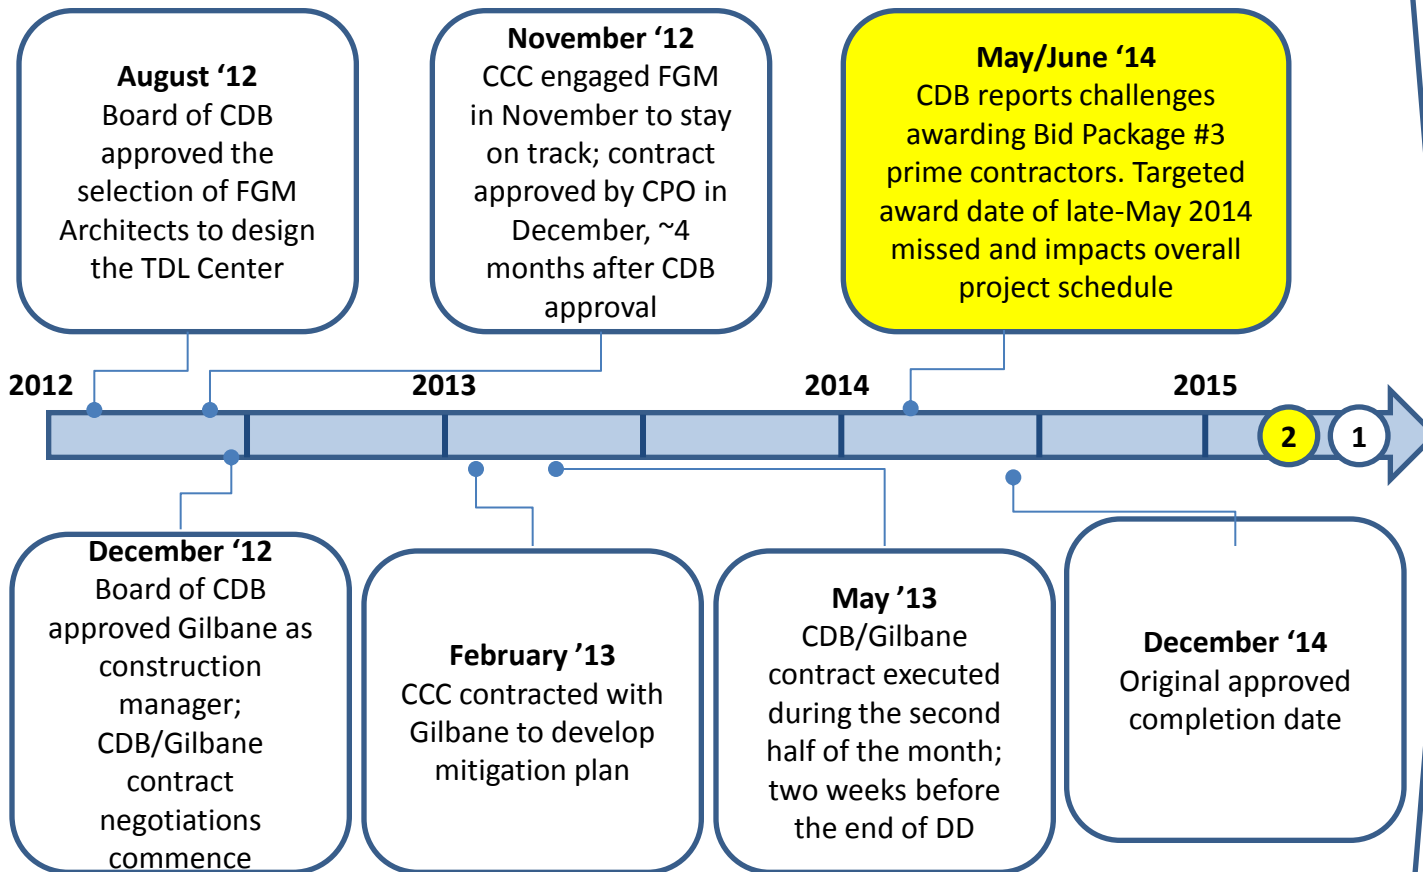 August ‘12
Board of CDB
approved the
selection of FGM
Architects to design
the TDL Center
November ‘12
CCC engaged FGM
in November to stay
on track; contract
approved by CPO in
December, ~4
months after CDB
approval
May/June ‘14
CDB reports challenges
awarding Bid Package #3
prime contractors. Targeted
award date of late-May 2014
missed and impacts overall
project schedule
2012
2013
2014
2015
2
1
December ‘12
Board of CDB
approved Gilbane as
construction
manager;
CDB/Gilbane
contract
negotiations
commence
February ’13
CCC contracted with
Gilbane to develop
mitigation plan
May ’13
CDB/Gilbane
contract executed
during the second
half of the month;
two weeks before
the end of DD
December ‘14
Original approved
completion date